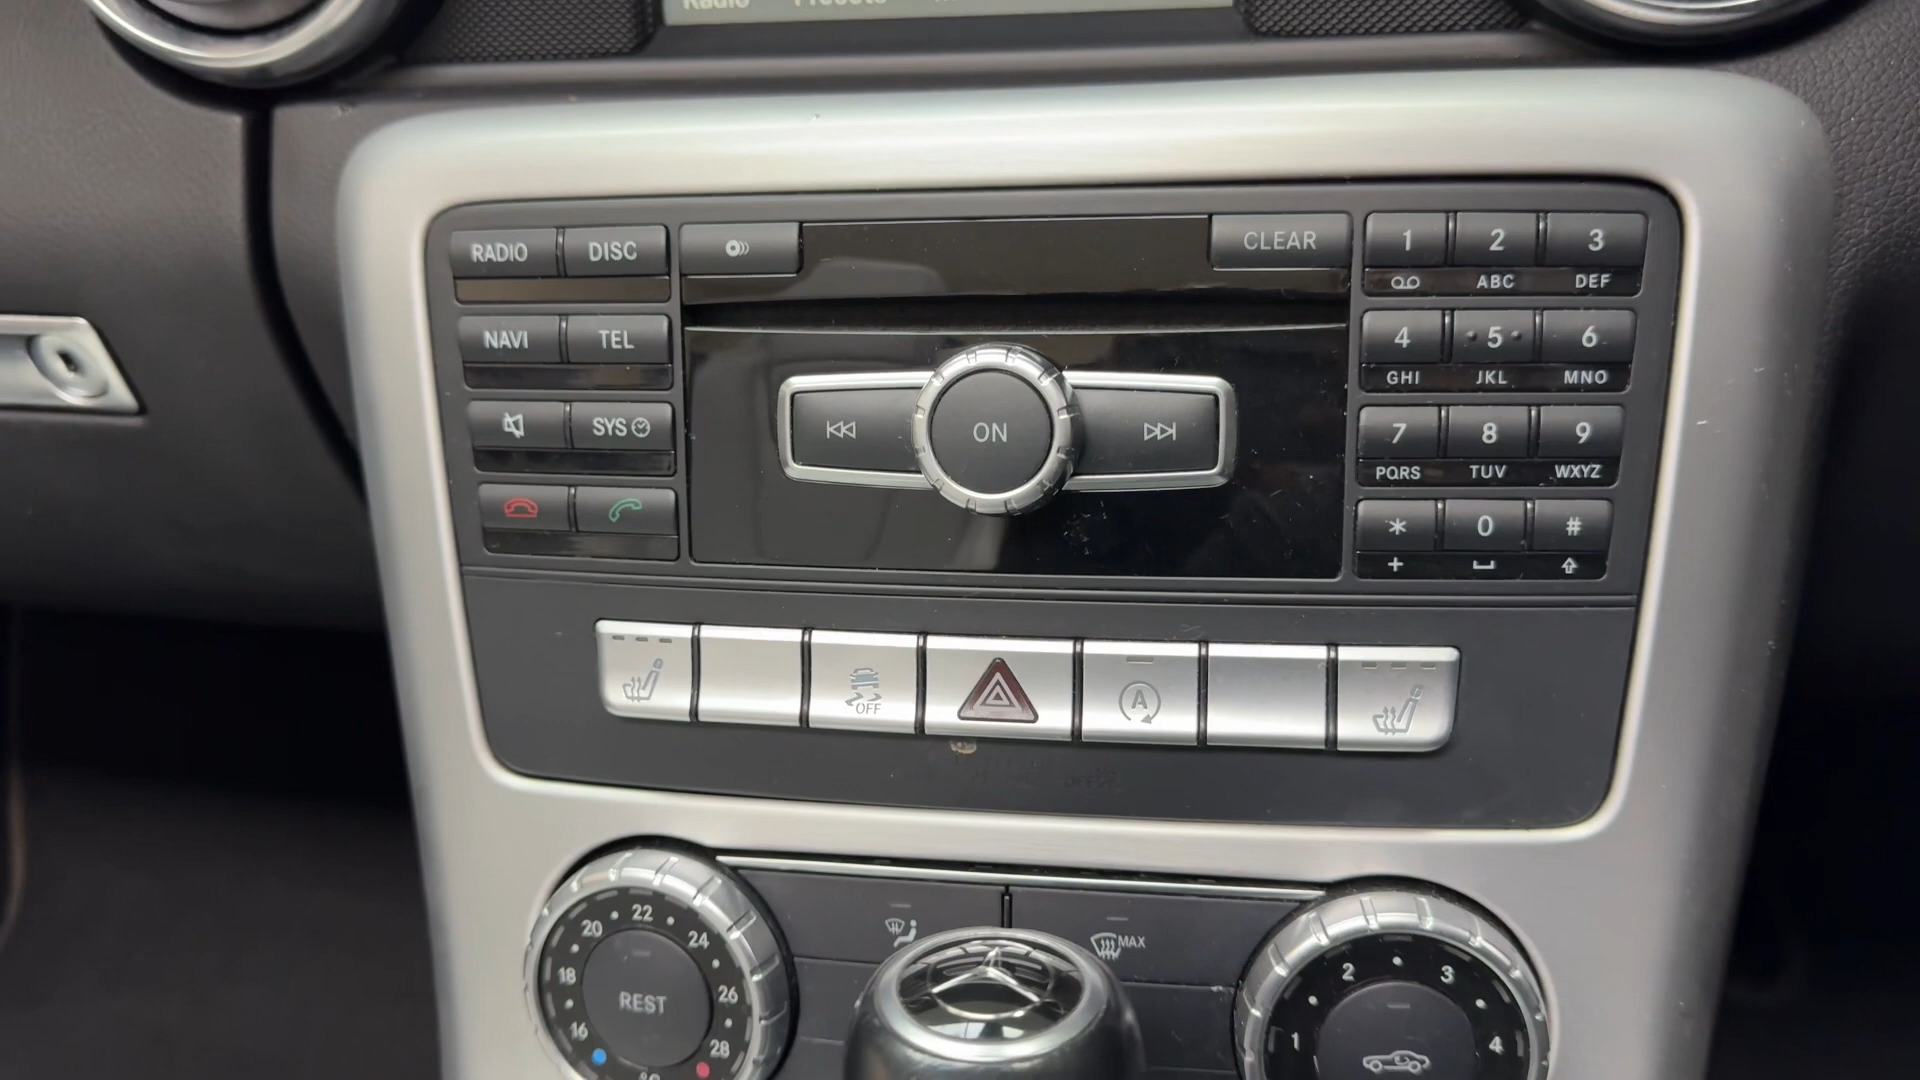 Radio Presets
RADIO DISC CLEAR 1 2 3
ABC DEF
NAVI TEL 4 5 6
GHI JKL MNO
SYS ON 7 8 9
PQRS TUV WXYZ
* 0 #
+
OFF A
20 22 24
MAX
18 26
2 3
REST
16 28
1 4